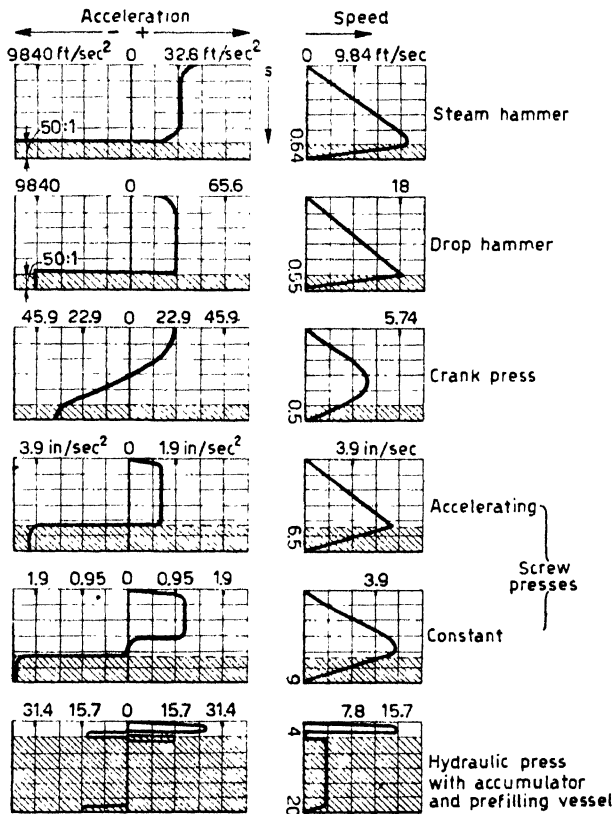 Acceleration Speed
- +
9840 ft/sec² 0 32.6 ft/sec² 0 9.84 ft/sec
s
50:1
0.64
Steam hammer
9840 0 65.6 18
50:1
0.55
Drop hammer
45.9 22.9 0 22.9 45.9 5.74
0.5
Crank press
3.9 in/sec² 0 1.9 in/sec² 3.9 in/sec
6.5
Accelerating
Screw
presses
1.9 0.95 0 0.95 1.9 3.9
9
Constant
31.4 15.7 0 15.7 31.4 7.8 15.7
4
20
Hydraulic press
with accumulator
and prefilling vessel